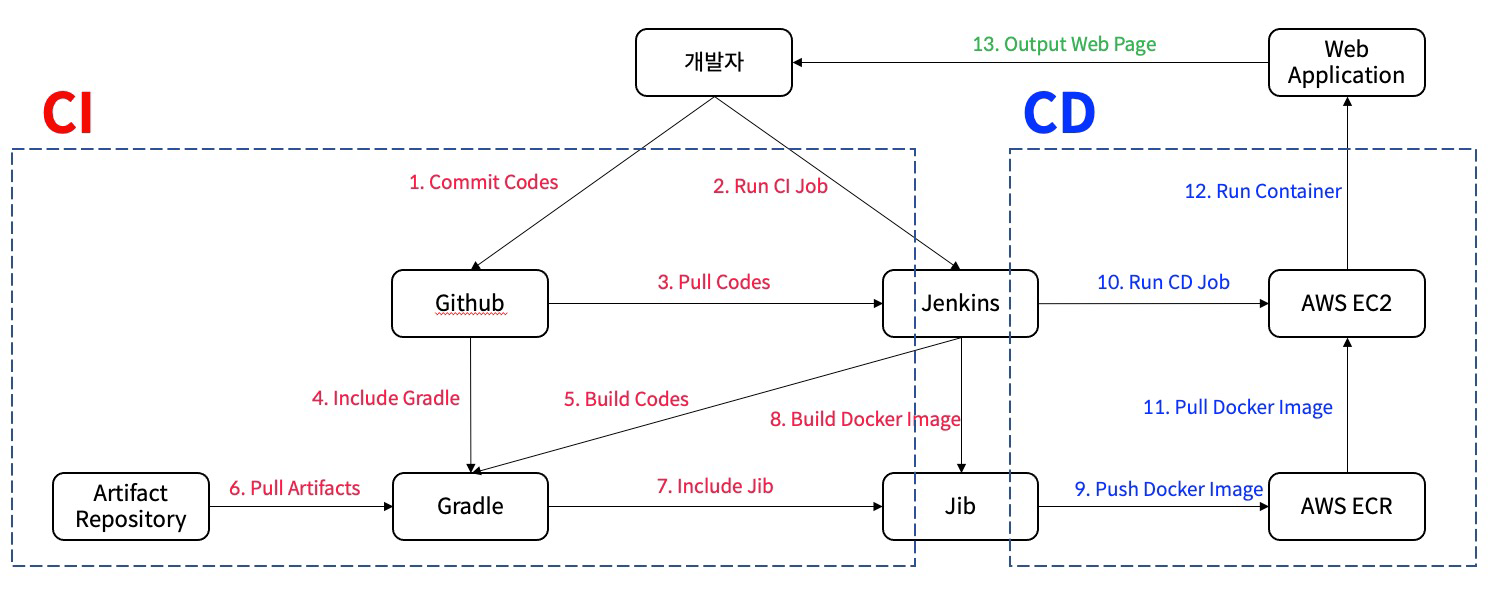 개발자
13. Output Web Page
Web
Application
CI
CD
1. Commit Codes
2. Run CI Job
12. Run Container
Github
3. Pull Codes
Jenkins
10. Run CD Job
AWS EC2
4. Include Gradle
5. Build Codes
8. Build Docker Image
11. Pull Docker Image
Artifact
Repository
6. Pull Artifacts
Gradle
7. Include Jib
Jib
9. Push Docker Image
AWS ECR